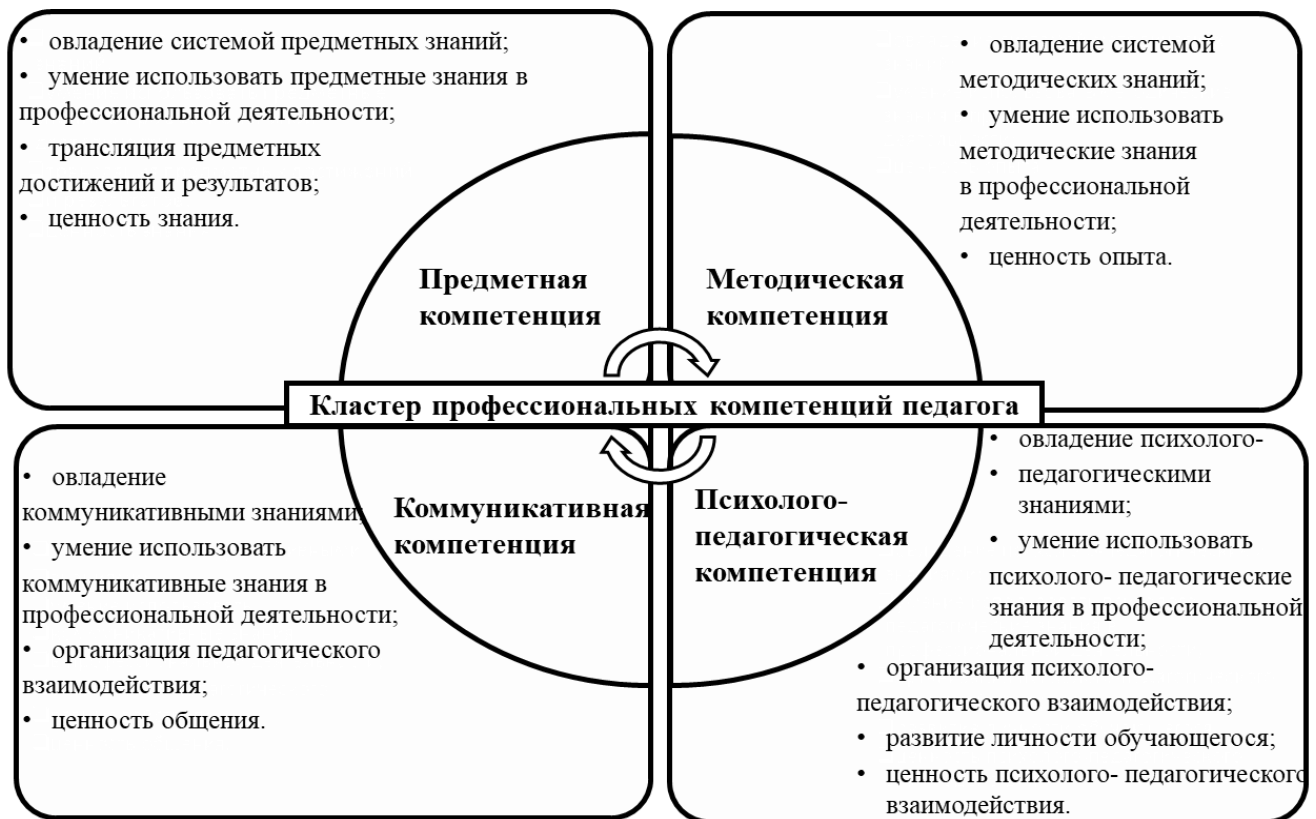 • овладение системой предметных знаний;
• умение использовать предметные знания в
профессиональной деятельности;
• трансляция предметных
достижений и результатов;
• ценность знания.
• овладение системой
методических знаний;
• умение использовать
методические знания
в профессиональной
деятельности;
• ценность опыта.
Предметная
компетенция
Методическая
компетенция
Кластер профессиональных компетенций педагога
• овладение
коммуникативными знаниями;
• умение использовать
коммуникативные знания в
профессиональной деятельности;
• организация педагогического
взаимодействия;
• ценность общения.
Коммуникативная
компетенция
Психолого-
педагогическая
компетенция
• овладение психолого-
• педагогическими
знаниями;
• умение использовать
психолого- педагогические
знания в профессиональной
деятельности;
• организация психолого-
педагогического взаимодействия;
• развитие личности обучающегося;
• ценность психолого- педагогического
взаимодействия.